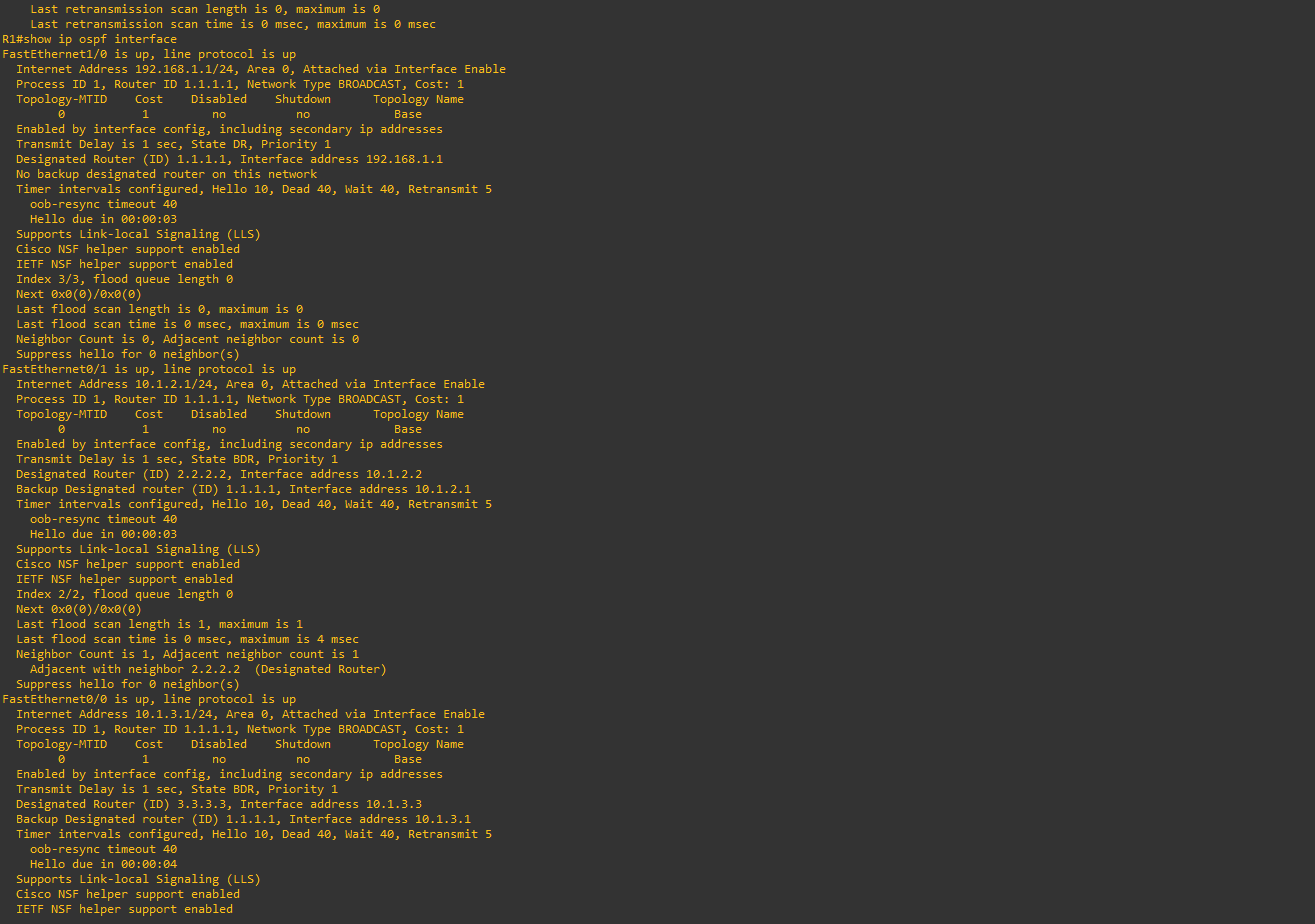 Last retransmission scan length is 0, maximum is 0
Last retransmission scan time is 0 msec, maximum is 0 msec
R1#show ip ospf interface
FastEthernet1/0 is up, line protocol is up
Internet Address 192.168.1.1/24, Area 0, Attached via Interface Enable
Process ID 1, Router ID 1.1.1.1, Network Type BROADCAST, Cost: 1
Topology-MTID    Cost    Disabled    Shutdown      Topology Name
0           1         no          no            Base
Enabled by interface config, including secondary ip addresses
Transmit Delay is 1 sec, State DR, Priority 1
Designated Router (ID) 1.1.1.1, Interface address 192.168.1.1
No backup designated router on this network
Timer intervals configured, Hello 10, Dead 40, Wait 40, Retransmit 5
oob-resync timeout 40
Hello due in 00:00:03
Supports Link-local Signaling (LLS)
Cisco NSF helper support enabled
IETF NSF helper support enabled
Index 3/3, flood queue length 0
Next 0x0(0)/0x0(0)
Last flood scan length is 0, maximum is 0
Last flood scan time is 0 msec, maximum is 0 msec
Neighbor Count is 0, Adjacent neighbor count is 0
Suppress hello for 0 neighbor(s)
FastEthernet0/1 is up, line protocol is up
Internet Address 10.1.2.1/24, Area 0, Attached via Interface Enable
Process ID 1, Router ID 1.1.1.1, Network Type BROADCAST, Cost: 1
Topology-MTID    Cost    Disabled    Shutdown      Topology Name
0           1         no          no            Base
Enabled by interface config, including secondary ip addresses
Transmit Delay is 1 sec, State BDR, Priority 1
Designated Router (ID) 2.2.2.2, Interface address 10.1.2.2
Backup Designated router (ID) 1.1.1.1, Interface address 10.1.2.1
Timer intervals configured, Hello 10, Dead 40, Wait 40, Retransmit 5
oob-resync timeout 40
Hello due in 00:00:03
Supports Link-local Signaling (LLS)
Cisco NSF helper support enabled
IETF NSF helper support enabled
Index 2/2, flood queue length 0
Next 0x0(0)/0x0(0)
Last flood scan length is 1, maximum is 1
Last flood scan time is 0 msec, maximum is 4 msec
Neighbor Count is 1, Adjacent neighbor count is 1
Adjacent with neighbor 2.2.2.2  (Designated Router)
Suppress hello for 0 neighbor(s)
FastEthernet0/0 is up, line protocol is up
Internet Address 10.1.3.1/24, Area 0, Attached via Interface Enable
Process ID 1, Router ID 1.1.1.1, Network Type BROADCAST, Cost: 1
Topology-MTID    Cost    Disabled    Shutdown      Topology Name
0           1         no          no            Base
Enabled by interface config, including secondary ip addresses
Transmit Delay is 1 sec, State BDR, Priority 1
Designated Router (ID) 3.3.3.3, Interface address 10.1.3.3
Backup Designated router (ID) 1.1.1.1, Interface address 10.1.3.1
Timer intervals configured, Hello 10, Dead 40, Wait 40, Retransmit 5
oob-resync timeout 40
Hello due in 00:00:04
Supports Link-local Signaling (LLS)
Cisco NSF helper support enabled
IETF NSF helper support enabled